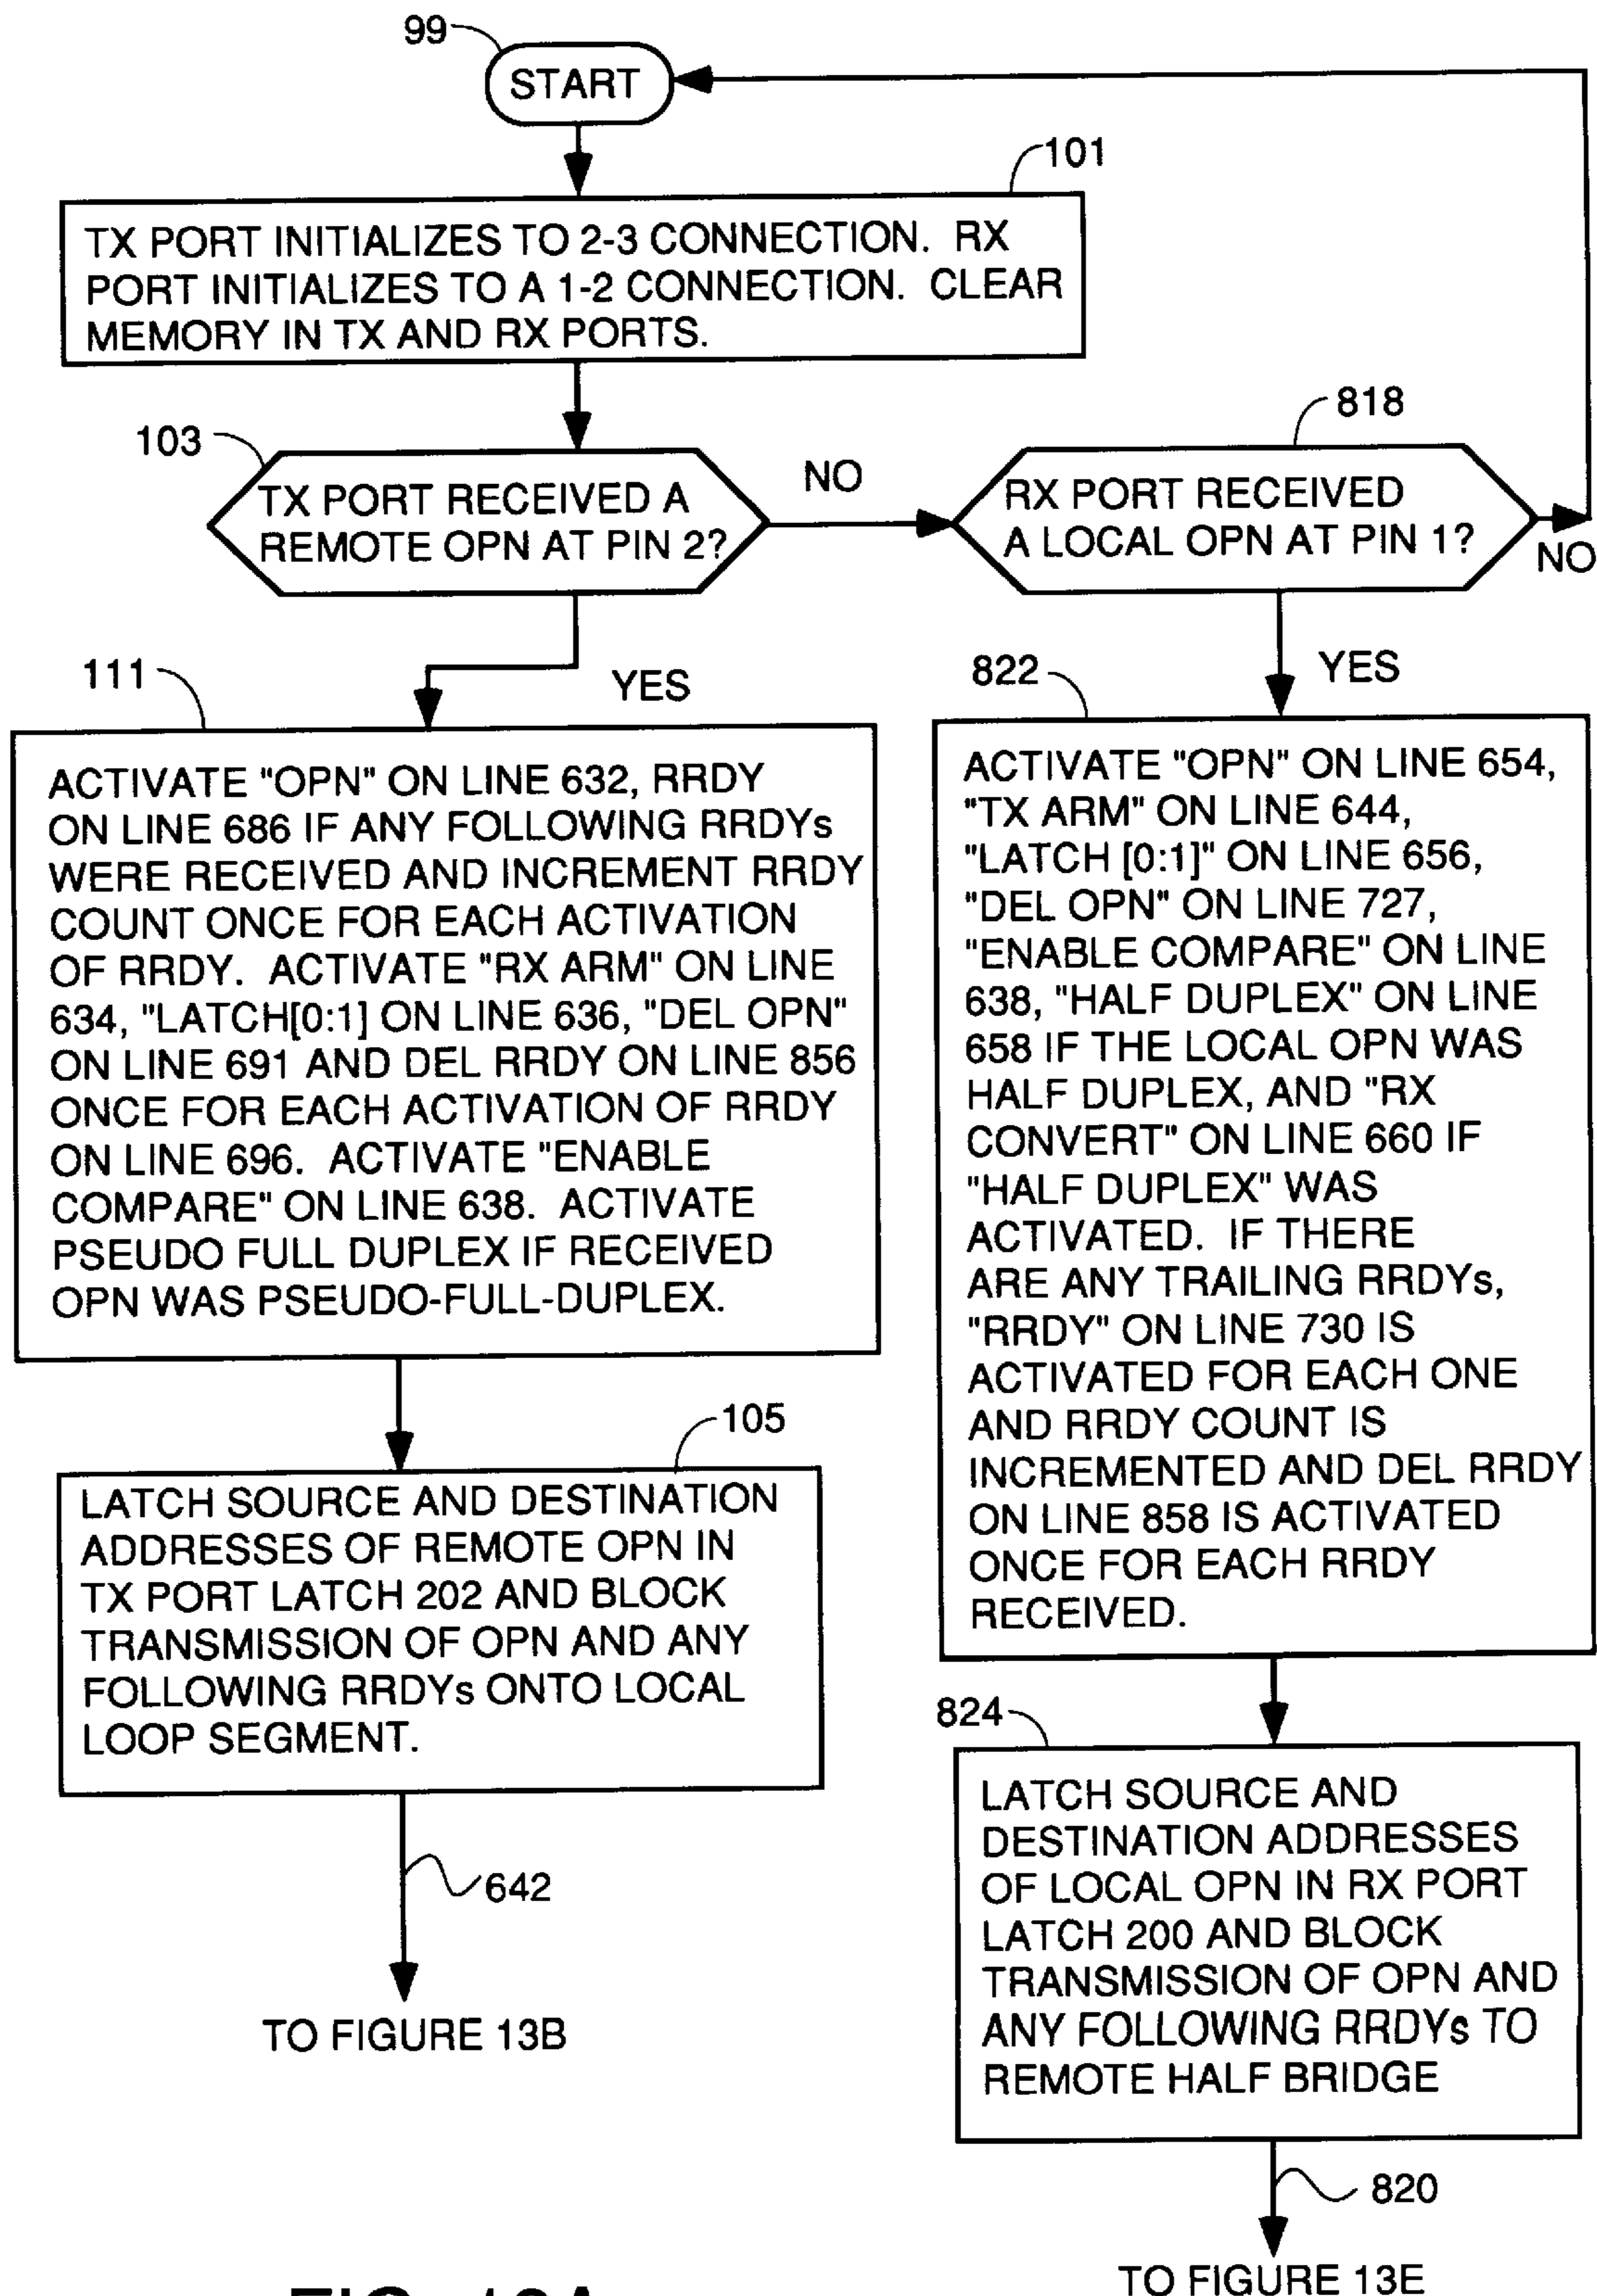 99
START
101
TX PORT INITIALIZES TO 2-3 CONNECTION. RX
PORT INITIALIZES TO A 1-2 CONNECTION. CLEAR
MEMORY IN TX AND RX PORTS.
103
TX PORT RECEIVED A
REMOTE OPN AT PIN 2?
NO
818
RX PORT RECEIVED
A LOCAL OPN AT PIN 1?
NO
111
YES
ACTIVATE "OPN" ON LINE 632, RRDY
ON LINE 686 IF ANY FOLLOWING RRDYs
WERE RECEIVED AND INCREMENT RRDY
COUNT ONCE FOR EACH ACTIVATION
OF RRDY. ACTIVATE "RX ARM" ON LINE
634, "LATCH[0:1] ON LINE 636, "DEL OPN"
ON LINE 691 AND DEL RRDY ON LINE 856
ONCE FOR EACH ACTIVATION OF RRDY
ON LINE 696. ACTIVATE "ENABLE
COMPARE" ON LINE 638. ACTIVATE
PSEUDO FULL DUPLEX IF RECEIVED
OPN WAS PSEUDO-FULL-DUPLEX.
105
LATCH SOURCE AND DESTINATION
ADDRESSES OF REMOTE OPN IN
TX PORT LATCH 202 AND BLOCK
TRANSMISSION OF OPN AND ANY
FOLLOWING RRDYs ONTO LOCAL
LOOP SEGMENT.
642
TO FIGURE 13B
822
YES
ACTIVATE "OPN" ON LINE 654,
"TX ARM" ON LINE 644,
"LATCH [0:1]" ON LINE 656,
"DEL OPN" ON LINE 727,
"ENABLE COMPARE" ON LINE
638, "HALF DUPLEX" ON LINE
658 IF THE LOCAL OPN WAS
HALF DUPLEX, AND "RX
CONVERT" ON LINE 660 IF
"HALF DUPLEX" WAS
ACTIVATED. IF THERE
ARE ANY TRAILING RRDYs,
"RRDY" ON LINE 730 IS
ACTIVATED FOR EACH ONE
AND RRDY COUNT IS
INCREMENTED AND DEL RRDY
ON LINE 858 IS ACTIVATED
ONCE FOR EACH RRDY
RECEIVED.
824
LATCH SOURCE AND
DESTINATION ADDRESSES
OF LOCAL OPN IN RX PORT
LATCH 200 AND BLOCK
TRANSMISSION OF OPN AND
ANY FOLLOWING RRDYs TO
REMOTE HALF BRIDGE
820
TO FIGURE 13E